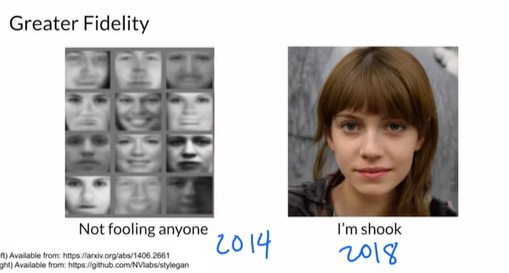 Greater Fidelity
Not fooling anyone
I'm shook
2014
2018
ft) Available from: https://arxiv.org/abs/1406.2661
ght) Available from: https://github.com/NVlabs/stylegan